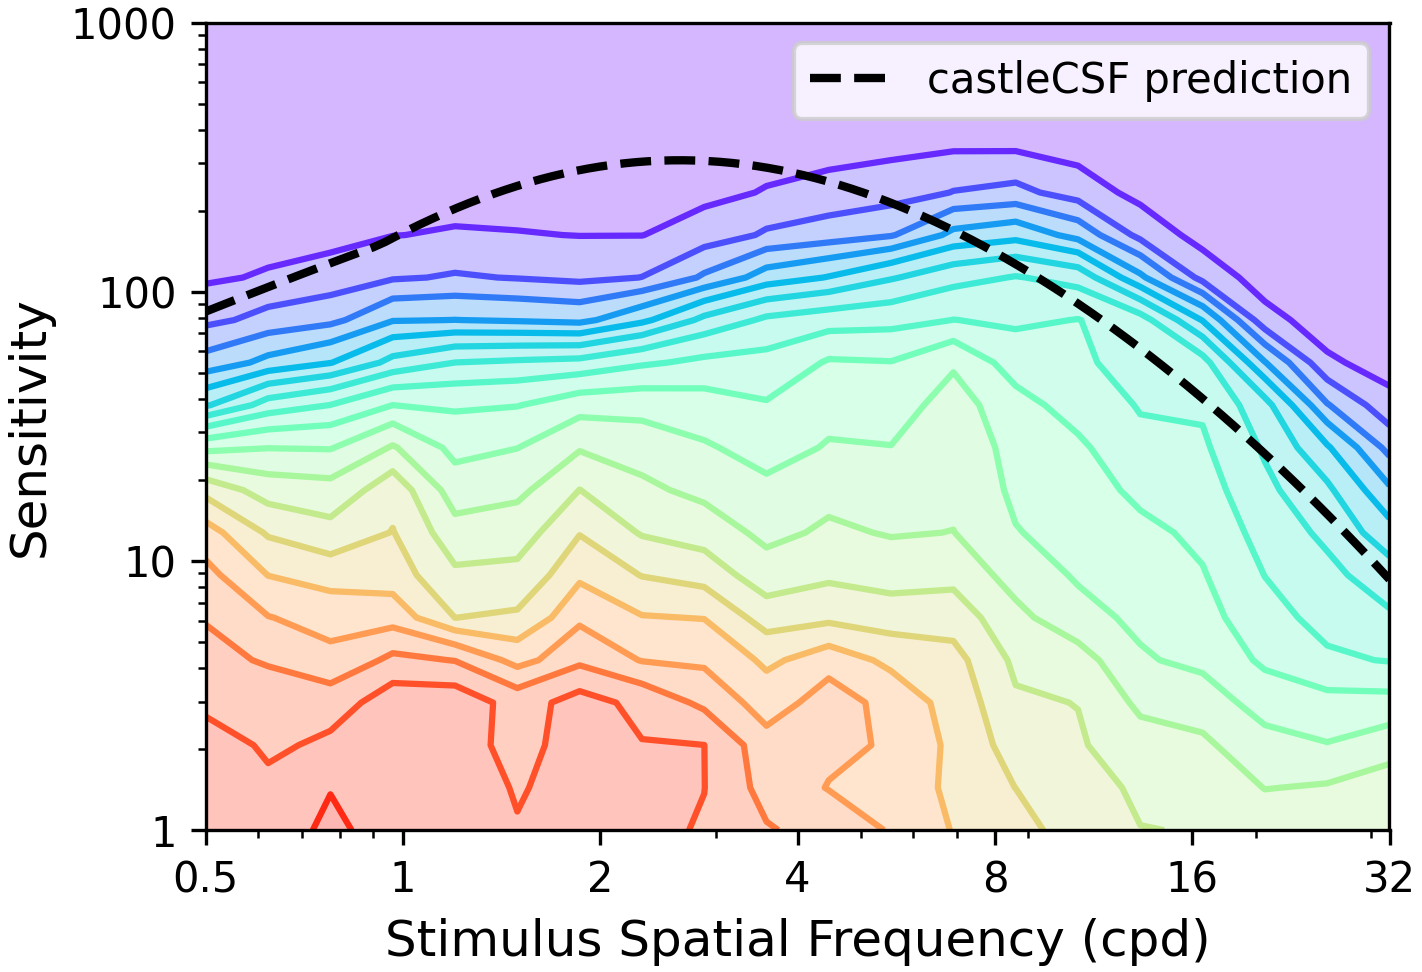 1000
castleCSF prediction
100
Sensitivity
10
1
0.5 1 2 4 8 16 32
Stimulus Spatial Frequency (cpd)